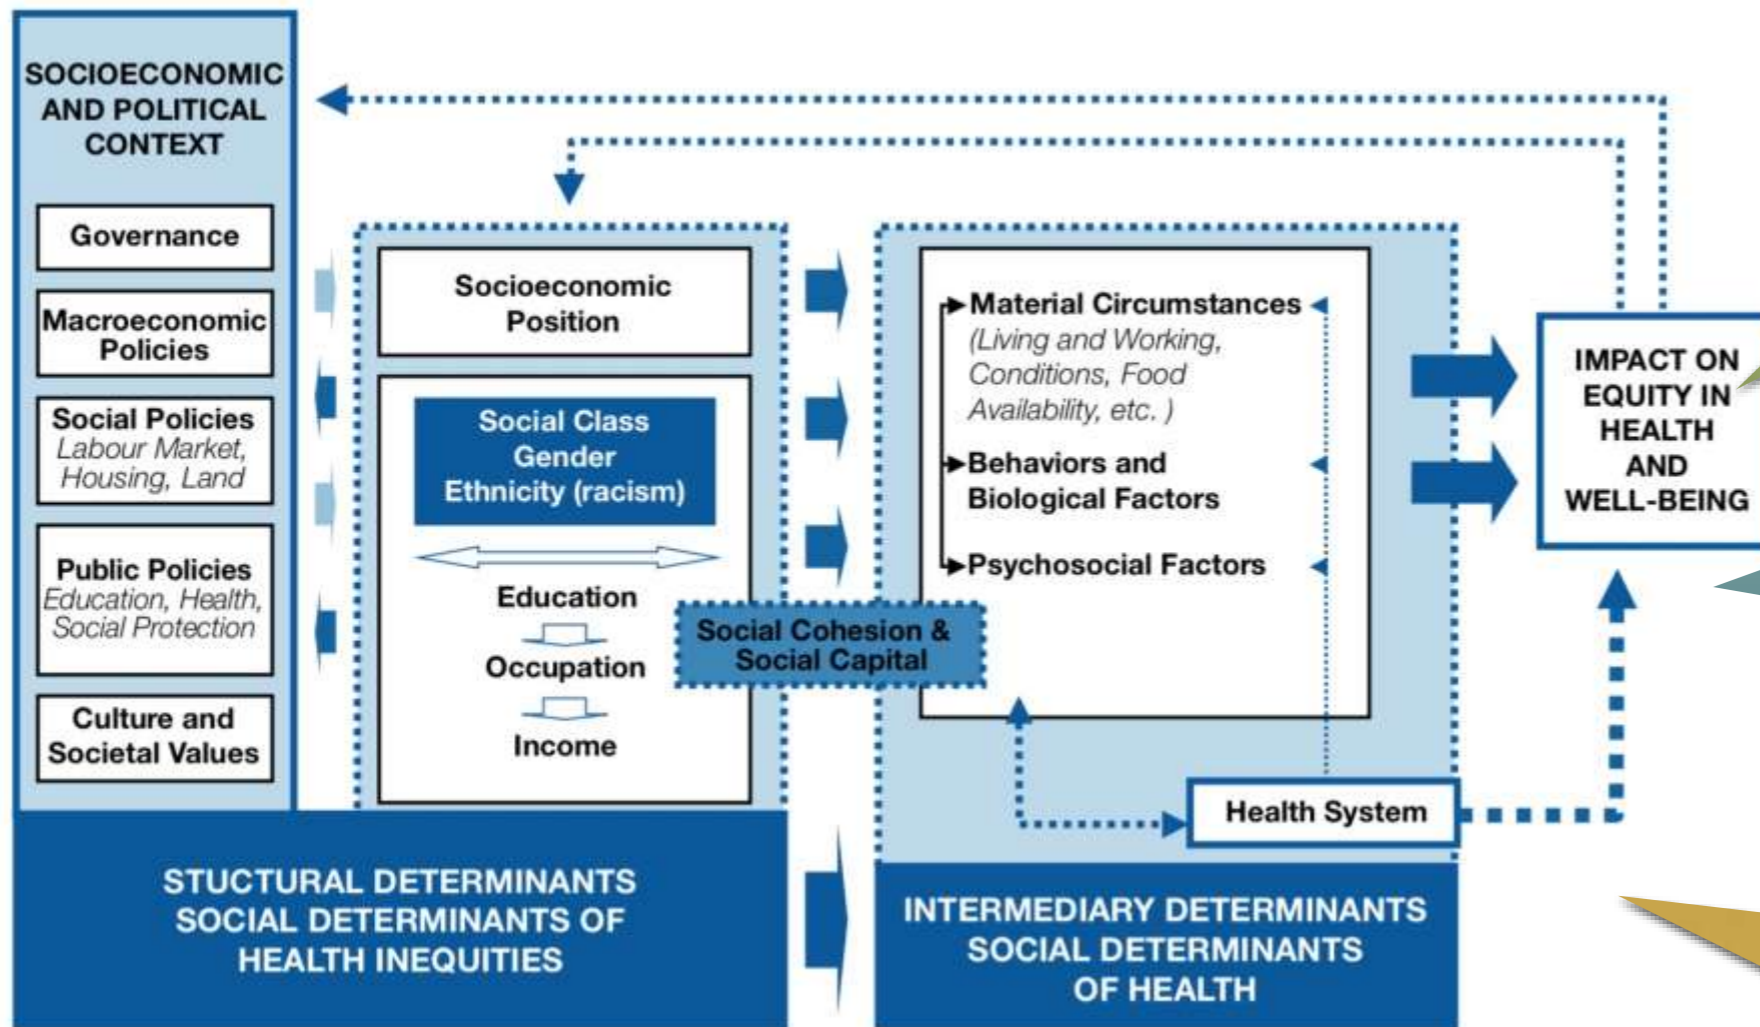 SOCIOECONOMIC
AND POLITICAL
CONTEXT
Governance
Macroeconomic
Policies
Social Policies
Labour Market,
Housing, Land
Public Policies
Education, Health,
Social Protection
Culture and
Societal Values
Socioeconomic
Position
Social Class
Gender
Ethnicity (racism)
Education
Occupation
Income
Social Cohesion &
Social Capital
Material Circumstances
(Living and Working,
Conditions, Food
Availability, etc. )
Behaviors and
Biological Factors
Psychosocial Factors
Health System
IMPACT ON
EQUITY IN
HEALTH
AND
WELL-BEING
STUCTURAL DETERMINANTS
SOCIAL DETERMINANTS OF
HEALTH INEQUITIES
INTERMEDIARY DETERMINANTS
SOCIAL DETERMINANTS
OF HEALTH